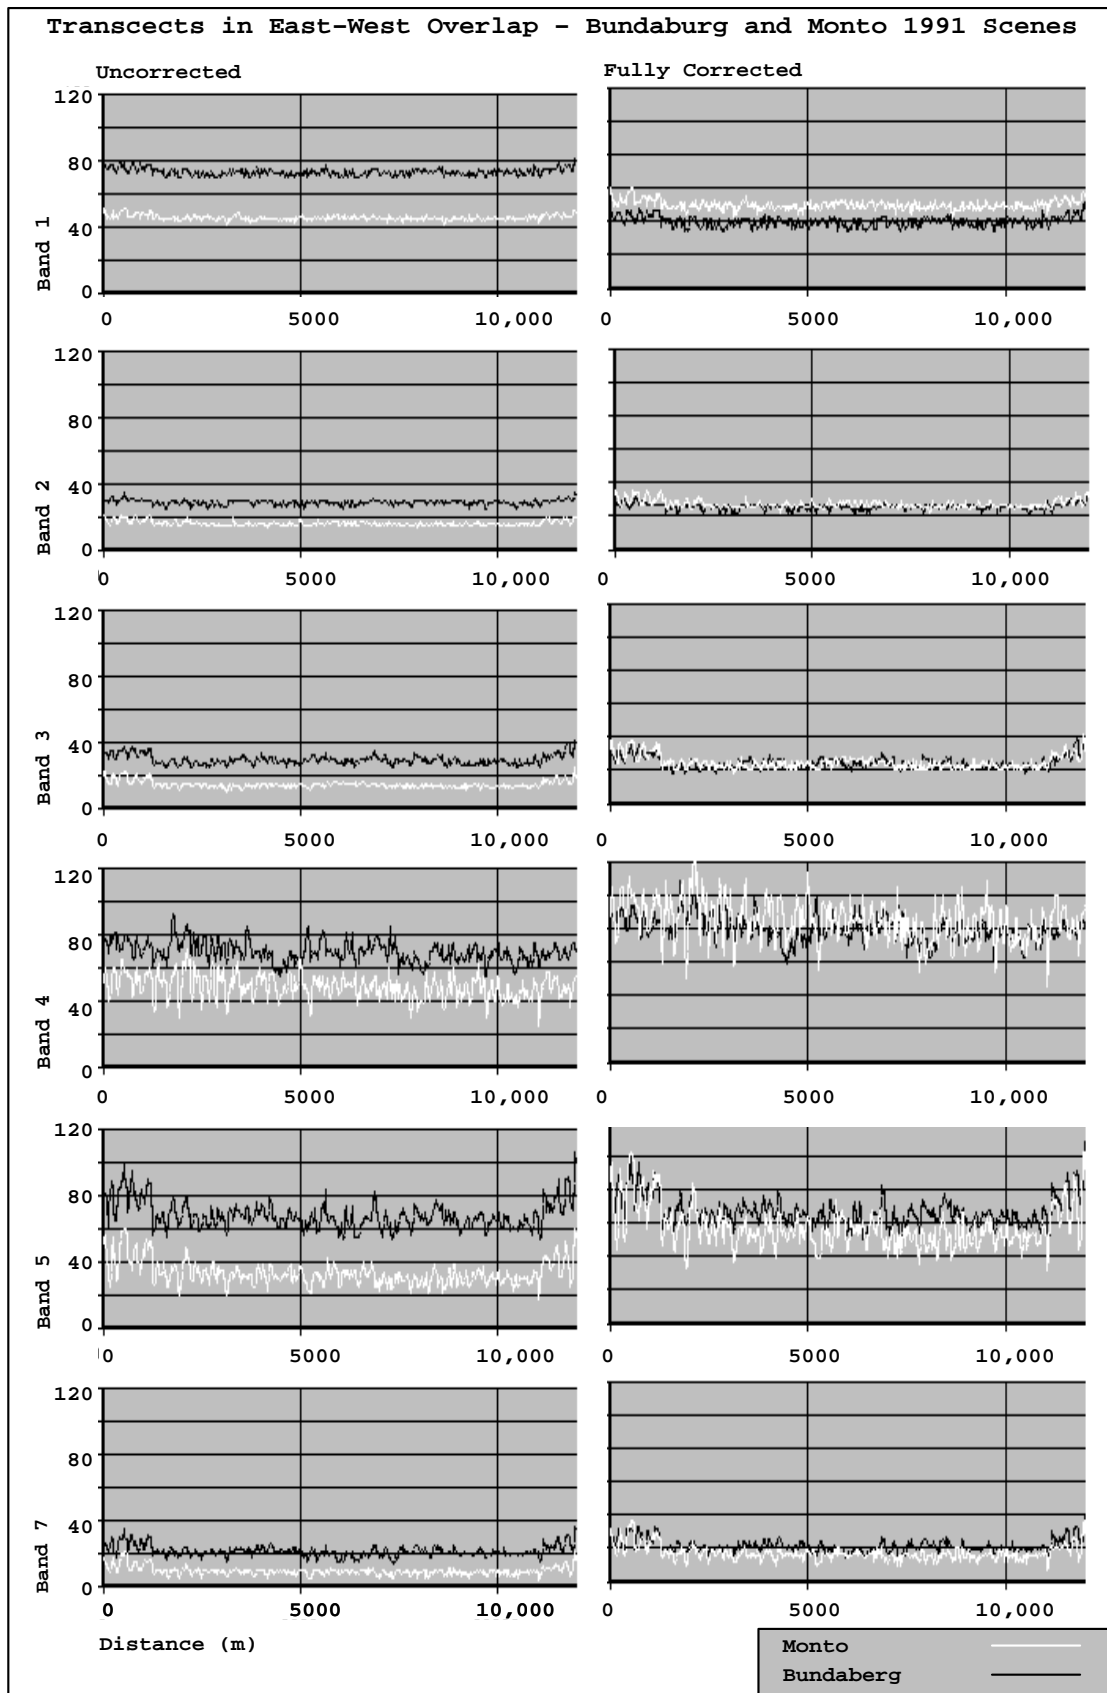 Transcects in East-West Overlap - Bundaburg and Monto 1991 Scenes
Uncorrected
Fully Corrected
120
80
40
0
Band 1
0 5000 10,000
0 5000 10,000
120
80
40
0
Band 2
0 5000 10,000
0 5000 10,000
120
80
40
0
Band 3
0 5000 10,000
0 5000 10,000
120
80
40
0
Band 4
0 5000 10,000
0 5000 10,000
120
80
40
0
Band 5
0 5000 10,000
0 5000 10,000
120
80
40
0
Band 7
0 5000 10,000
0 5000 10,000
Distance (m)
Monto
Bundaberg